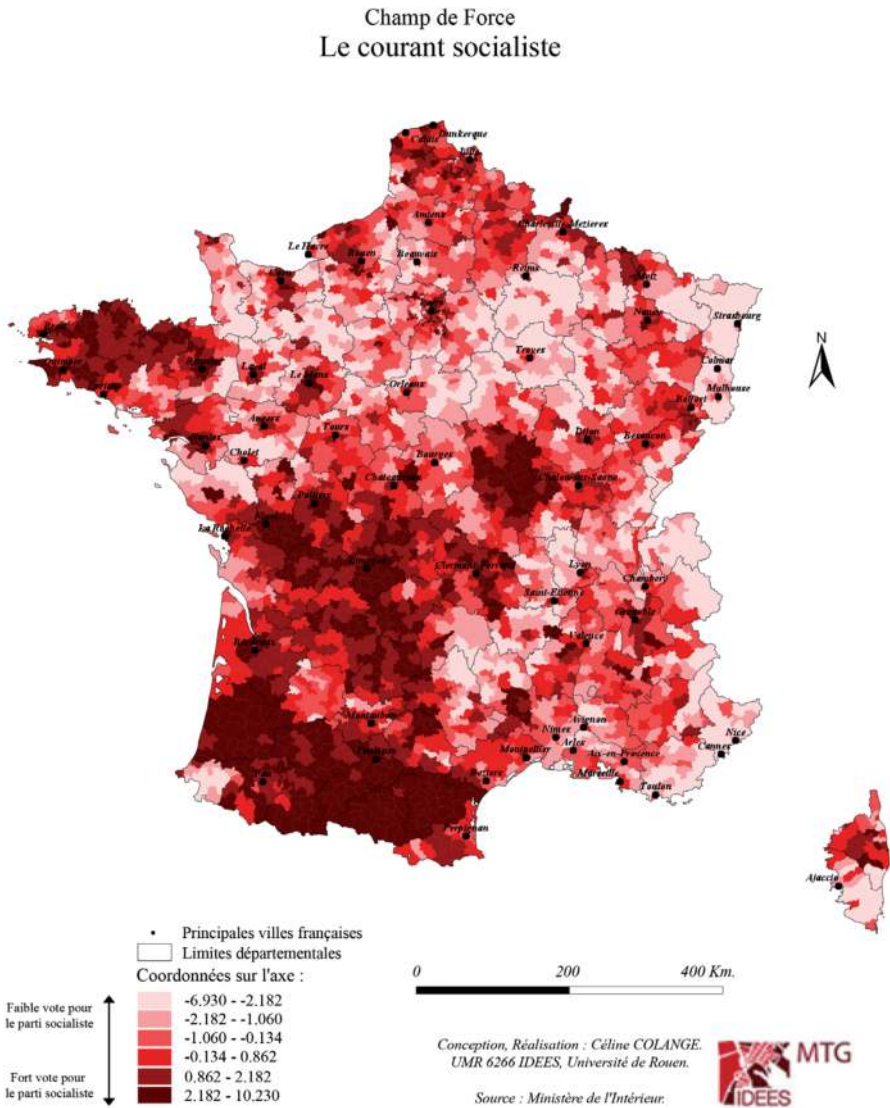 Champ de Force
Le courant socialiste
Dunkerque
Calais
Lille
Amiens
Charleville-Mezieres
Le Havre
Rouen
Beauvais
Reims
Metz
Nancy
Strasbourg
N
Troyes
Colmar
Rennes
Laval
Le Mans
Orleans
Mulhouse
Quimper
Belfort
Lorient
Angers
Tours
Dijon
Besancon
Nantes
Cholet
Bourges
Chateauroux
Chalon-sur-Saone
Poitiers
La Rochelle
Clermont-Ferrand
Lyon
Chambery
Saint-Etienne
Grenoble
Valence
Bordeaux
Montauban
Avignon
Nimes
Nice
Toulouse
Montpellier
Arles
Aix-en-Provence
Cannes
Pau
Beziers
Marseille
Toulon
Perpignan
Ajaccio
Principales villes françaises
Limites départementales
Coordonnées sur l'axe :
Faible vote pour
le parti socialiste
Fort vote pour
le parti socialiste
-6.930 - -2.182
-2.182 - -1.060
-1.060 - -0.134
-0.134 - 0.862
0.862 - 2.182
2.182 - 10.230
0 200 400 Km.
Conception, Réalisation : Céline COLANGE.
UMR 6266 IDEES, Université de Rouen.
Source : Ministère de l'Intérieur.
MTG
IDEES